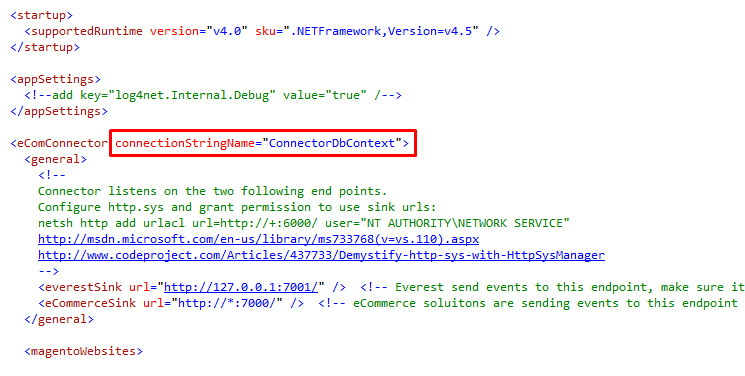 <startup>
<supportedRuntime version="v4.0" sku=".NETFramework,Version=v4.5" />
</startup>
<appSettings>
<!--add key="log4net.Internal.Debug" value="true" /-->
</appSettings>
<eComConnector connectionStringName="ConnectorDbContext">
<general>
<!--
Connector listens on the two following end points.
Configure http.sys and grant permission to use sink urls:
netsh http add urlacl url=http://+:6000/ user="NT AUTHORITY\NETWORK SERVICE"
http://msdn.microsoft.com/en-us/library/ms733768(v=vs.110).aspx
http://www.codeproject.com/Articles/437733/Demystify-http-sys-with-HttpSysManager
-->
<everestSink url="http://127.0.0.1:7001/" /> <!-- Everest send events to this endpoint, make sure it
<eCommerceSink url="http://*:7000/" /> <!-- eCommerce soluitons are sending events to this endpoint
</general>
<magentoWebsites>